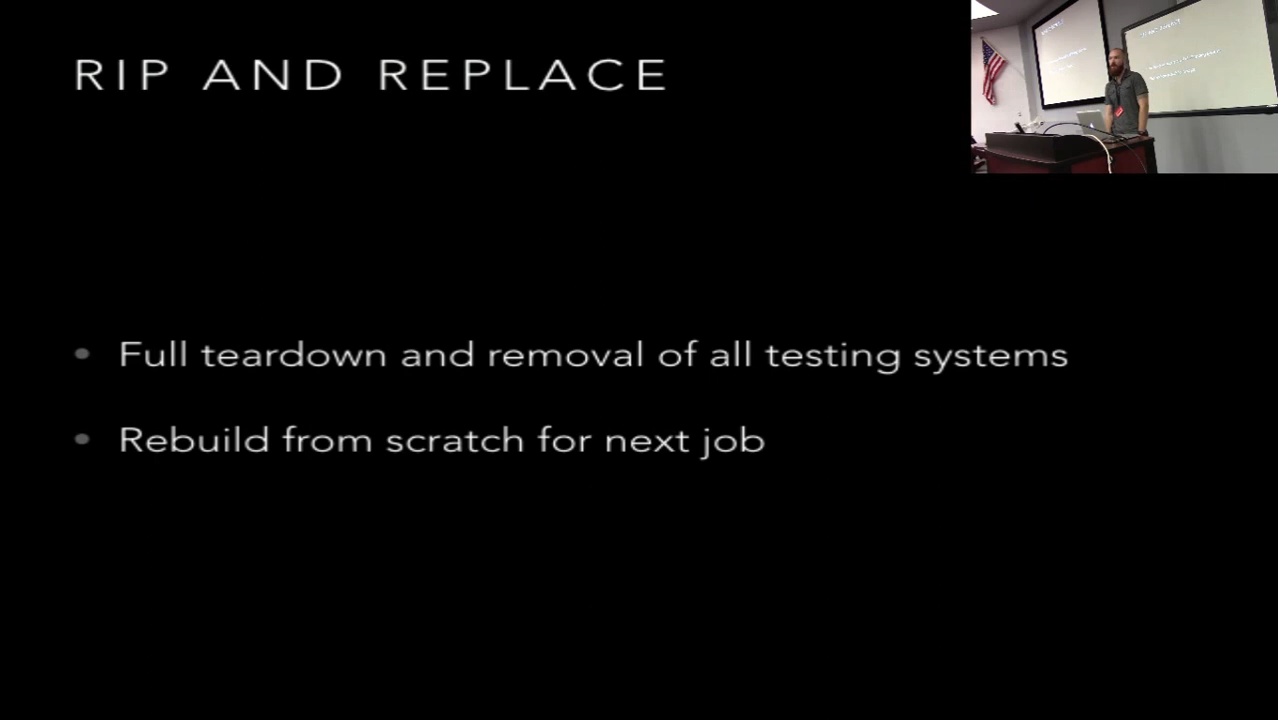 RIP AND REPLACE
Full teardown and removal of all testing systems
Rebuild from scratch for next job